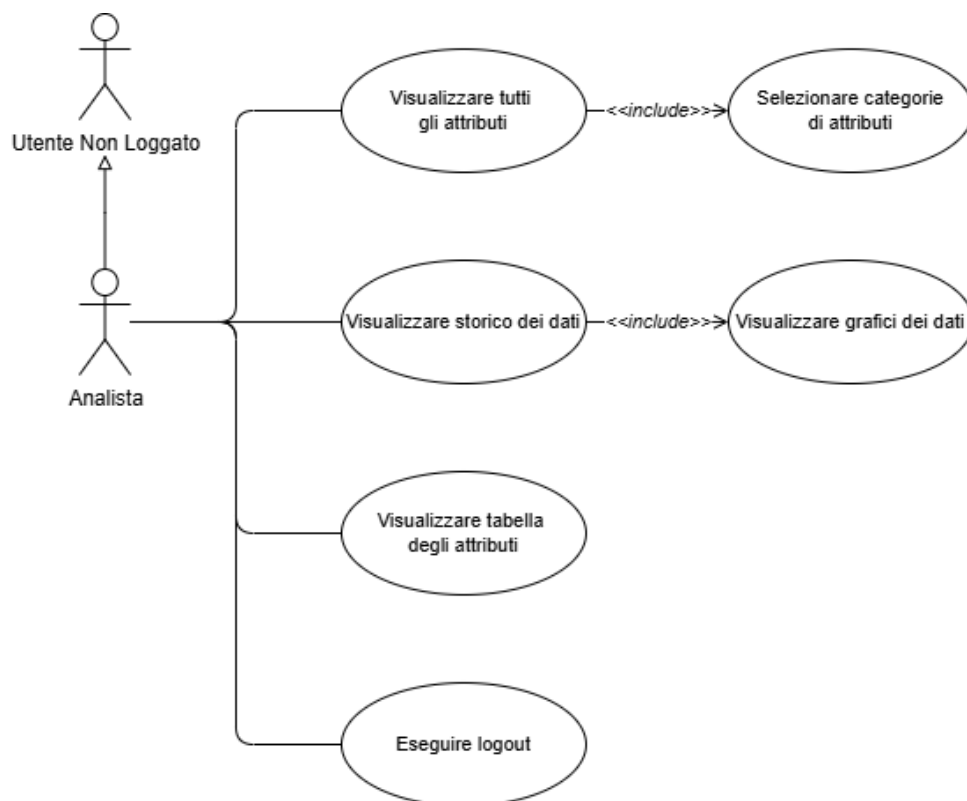 Utente Non Loggato
Visualizzare tutti
gli attributi
<<include>>
Selezionare categorie
di attributi
Analista
Visualizzare storico dei dati
<<include>>
Visualizzare grafici dei dati
Visualizzare tabella
degli attributi
Eseguire logout